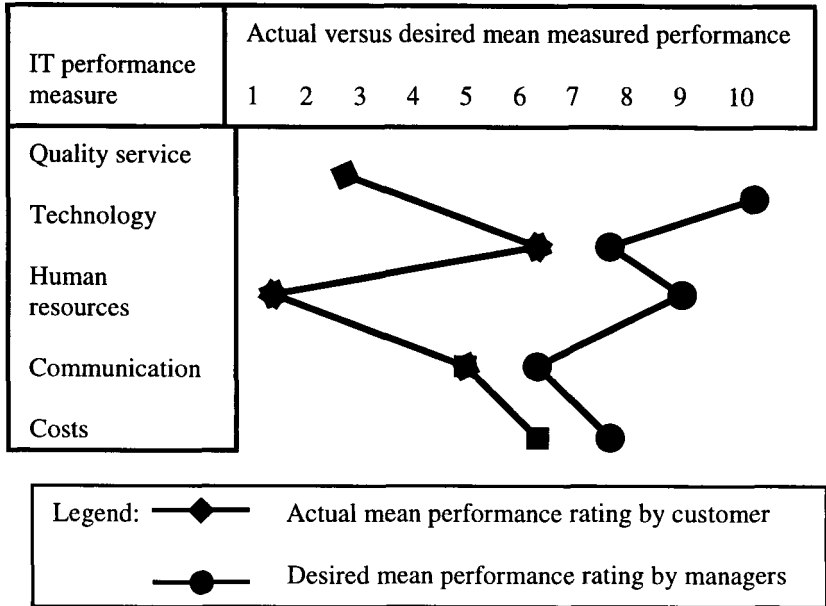 Actual versus desired mean measured performance
IT performance
measure
1 2 3 4 5 6 7 8 9 10
Quality service
Technology
Human
resources
Communication
Costs
Legend: Actual mean performance rating by customer
Desired mean performance rating by managers